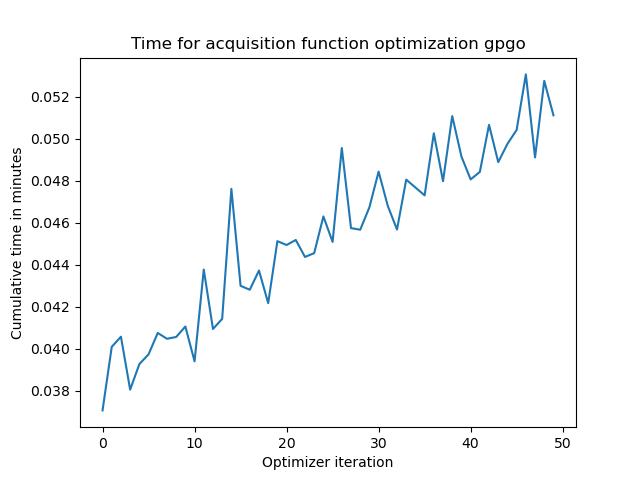 Time for acquisition function optimization gpgo
Cumulative time in minutes
0.052
0.050
0.048
0.046
0.044
0.042
0.040
0.038
0 10 20 30 40 50
Optimizer iteration